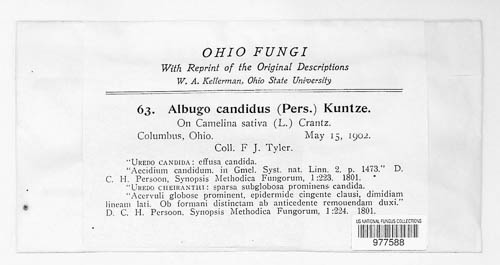 OHIO FUNGI
With Reprint of the Original Descriptions
W. A. Kellerman, Ohio State University
63. Albugo candidus (Pers.) Kuntze.
On Camelina sativa (L.) Crantz.
Columbus, Ohio. May 15, 1902.
Coll. F J. Tyler.
"UREDO CANDIDA: effusa candida.
"Aecidium candidum. in Gmel. Syst. nat. Linn. 2. p. 1473." D.
C. H. Persoon, Synopsis Methodica Fungorum, 1:223. 1801.
"UREDO CHEIRANTHI: sparsa subglobosa prominens candida.
"Acervuli globose prominent, epidermide cingente clausi, dimidiam
lineam lati. Ob formani distinctam ab anticedente removendam duxi."
D. C. H. Persoon, Synopsis Methodica Fungorum, 1:224. 1801.
US NATIONAL FUNGUS COLLECTIONS
977588